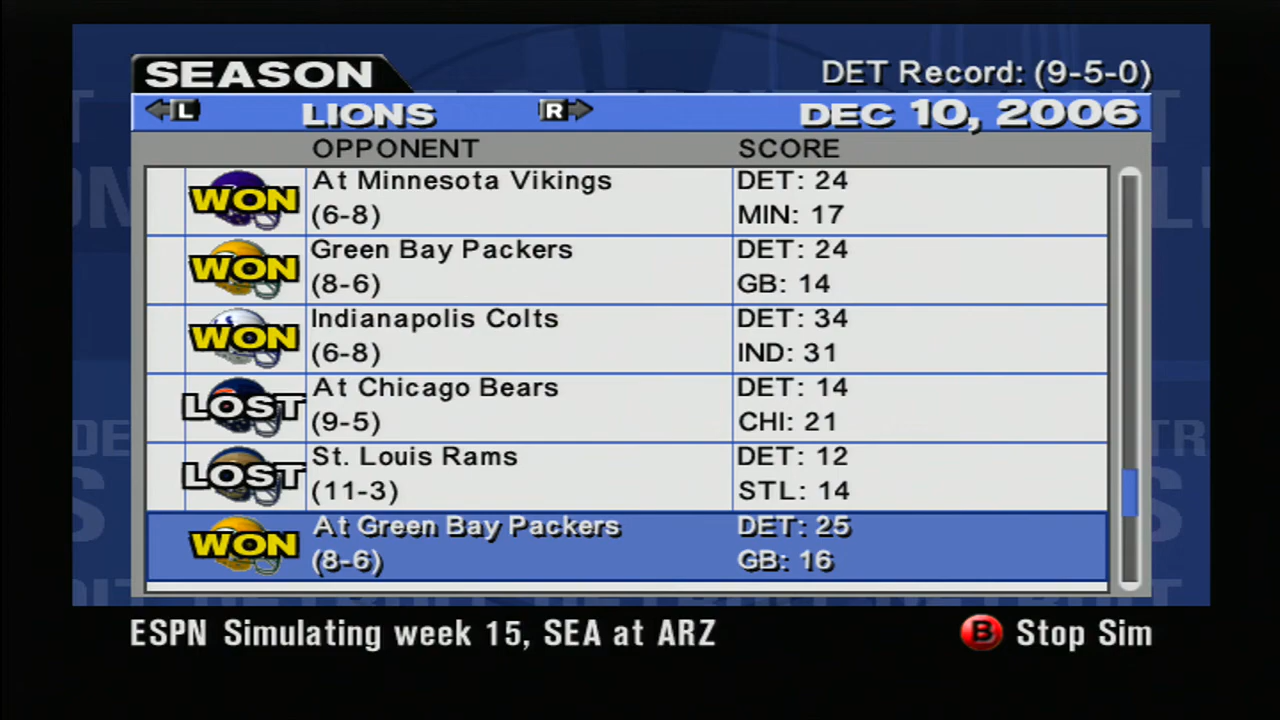 SEASON
DET Record: (9-5-0)
L LIONS R DEC 10, 2006
OPPONENT SCORE
WON At Minnesota Vikings DET: 24
(6-8) MIN: 17
WON Green Bay Packers DET: 24
(8-6) GB: 14
WON Indianapolis Colts DET: 34
(6-8) IND: 31
LOST At Chicago Bears DET: 14
(9-5) CHI: 21
LOST St. Louis Rams DET: 12
(11-3) STL: 14
WON At Green Bay Packers DET: 25
(8-6) GB: 16
ESPN Simulating week 15, SEA at ARZ
B Stop Sim